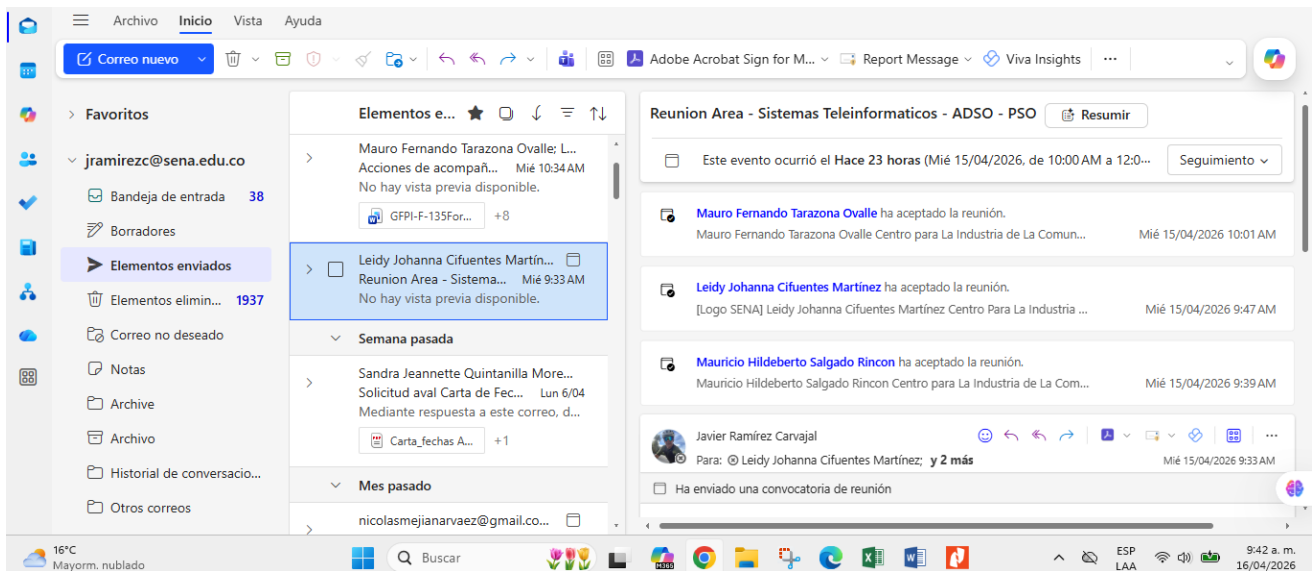 Archivo Inicio Vista Ayuda
Correo nuevo
Adobe Acrobat Sign for M...
Report Message
Viva Insights
Favoritos
jramirezc@sena.edu.co
Bandeja de entrada 38
Borradores
Elementos enviados
Elementos elimin... 1937
Correo no deseado
Notas
Archive
Archivo
Historial de conversacio...
Otros correos
Elementos e...
Mauro Fernando Tarazona Ovalle; L...
Acciones de acompañ... Mié 10:34 AM
No hay vista previa disponible.
GFPI-F-135For... +8
Leidy Johanna Cifuentes Martín...
Reunion Area - Sistema... Mié 9:33 AM
No hay vista previa disponible.
Semana pasada
Sandra Jeannette Quintanilla More...
Solicitud aval Carta de Fec... Lun 6/04
Mediante respuesta a este correo, d...
Carta_fechas A... +1
Mes pasado
nicolasmejianarvaez@gmail.co...
Reunion Area - Sistemas Teleinformaticos - ADSO - PSO Resumir
Este evento ocurrió el Hace 23 horas (Mié 15/04/2026, de 10:00 AM a 12:0... Seguimiento
Mauro Fernando Tarazona Ovalle ha aceptado la reunión.
Mauro Fernando Tarazona Ovalle Centro para La Industria de La Comun... Mié 15/04/2026 10:01 AM
Leidy Johanna Cifuentes Martínez ha aceptado la reunión.
[Logo SENA] Leidy Johanna Cifuentes Martínez Centro Para La Industria ... Mié 15/04/2026 9:47 AM
Mauricio Hildeberto Salgado Rincon ha aceptado la reunión.
Mauricio Hildeberto Salgado Rincon Centro para La Industria de La Com... Mié 15/04/2026 9:39 AM
Javier Ramírez Carvajal
Para: Leidy Johanna Cifuentes Martínez; y 2 más Mié 15/04/2026 9:33 AM
Ha enviado una convocatoria de reunión
16°C
Mayorm. nublado
Buscar
M365
ESP
LAA
9:42 a. m.
16/04/2026